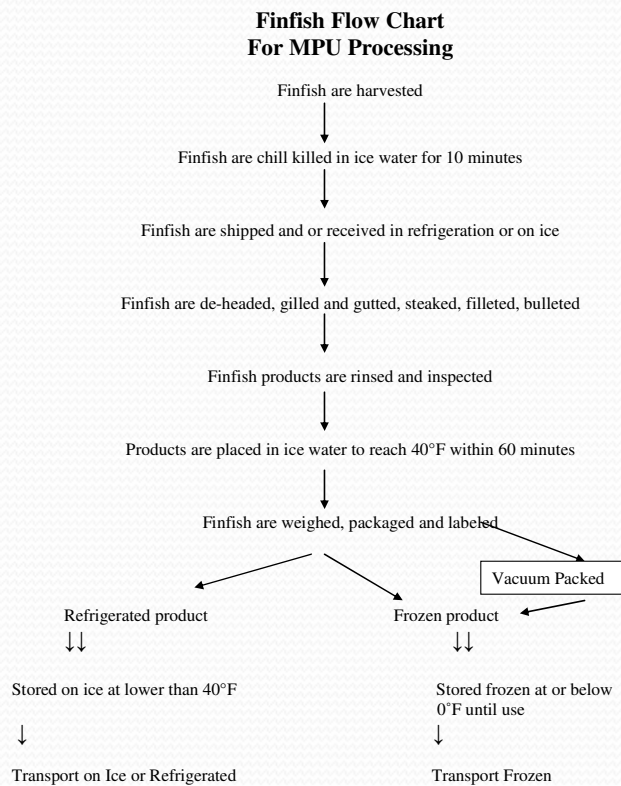 Finfish Flow Chart
For MPU Processing
Finfish are harvested
Finfish are chill killed in ice water for 10 minutes
Finfish are shipped and or received in refrigeration or on ice
Finfish are de-headed, gilled and gutted, steaked, filleted, bulleted
Finfish products are rinsed and inspected
Products are placed in ice water to reach 40°F within 60 minutes
Finfish are weighed, packaged and labeled
Vacuum Packed
Refrigerated product
Frozen product
Stored on ice at lower than 40°F
Stored frozen at or below
0˚F until use
Transport on Ice or Refrigerated
Transport Frozen